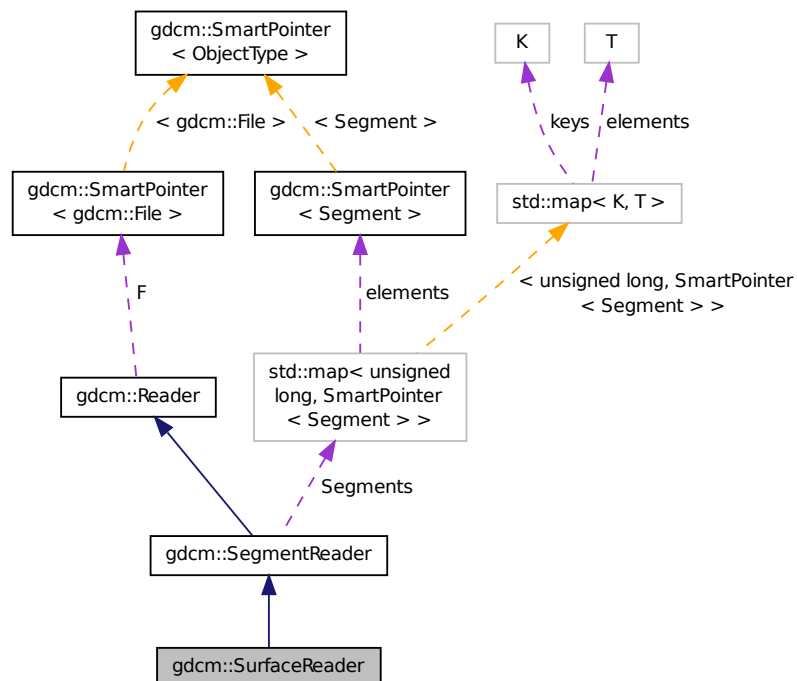 gdcm::SmartPointer
< ObjectType >
K
T
< gdcm::File >
< Segment >
keys
elements
gdcm::SmartPointer
< gdcm::File >
gdcm::SmartPointer
< Segment >
std::map< K, T >
F
elements
< unsigned long, SmartPointer
< Segment > >
gdcm::Reader
std::map< unsigned
long, SmartPointer
< Segment > >
Segments
gdcm::SegmentReader
gdcm::SurfaceReader